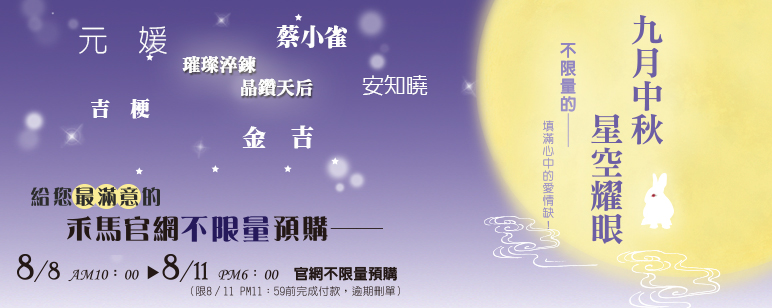 元媛
蔡小雀
璀璨淬鍊
晶鑽天后
安知曉
吉梗
金吉
九月中秋
星空耀眼
不限量的——
填滿心中的愛情缺！
給您最滿意的
禾馬官網不限量預購——
8/8 AM10：00 ▶ 8/11 PM6：00 官網不限量預購
（限8／11 PM11：59前完成付款，逾期刪單）